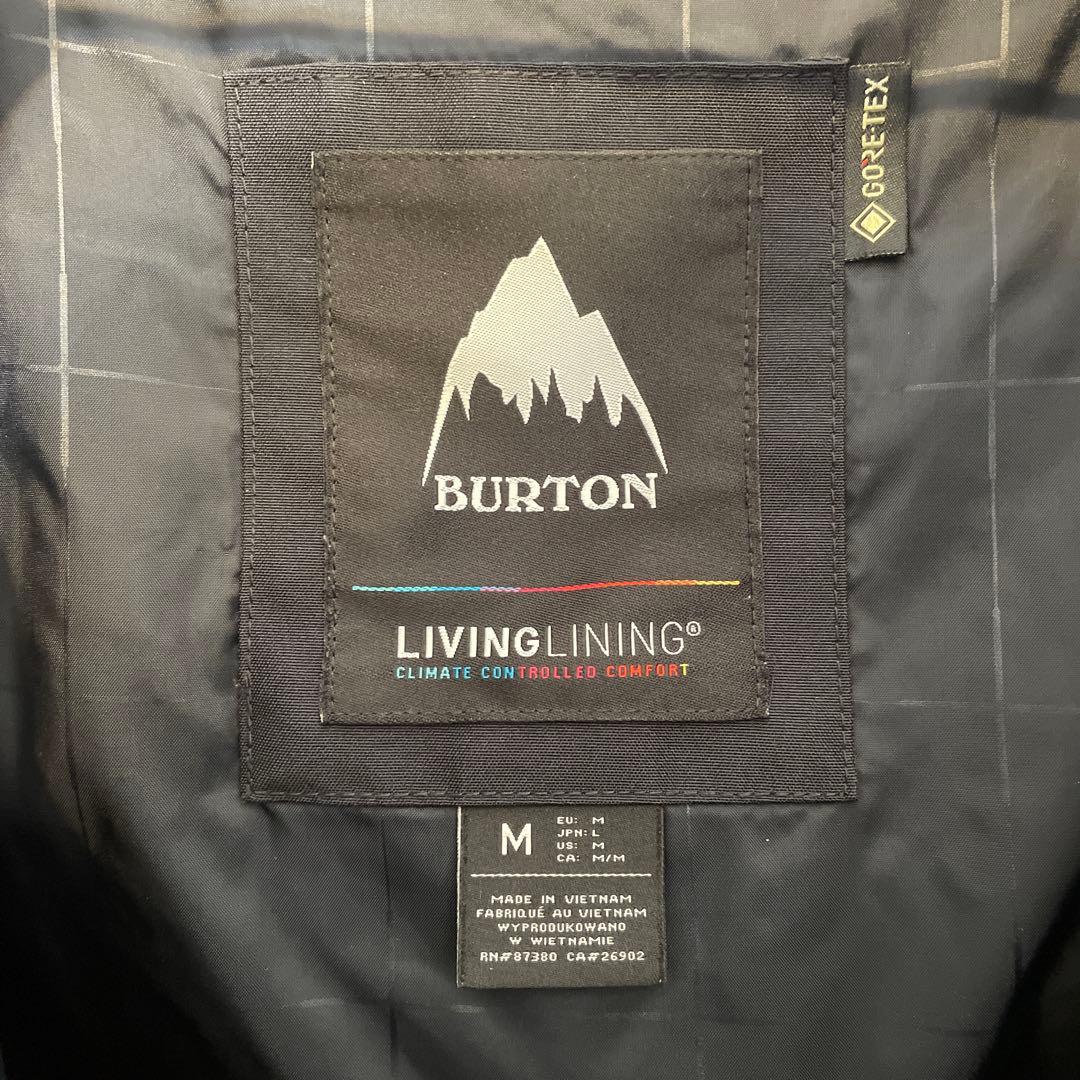 GORE-TEX
BURTON
LIVINGLINING®
CLIMATE CONTROLLED COMFORT
M
EU: M
JPN: L
US: M
CA: M/M
MADE IN VIETNAM
FABRIQUÉ AU VIETNAM
WYPRODUKOWANO
W WIETNAMIE
RN#87380 CA#26902